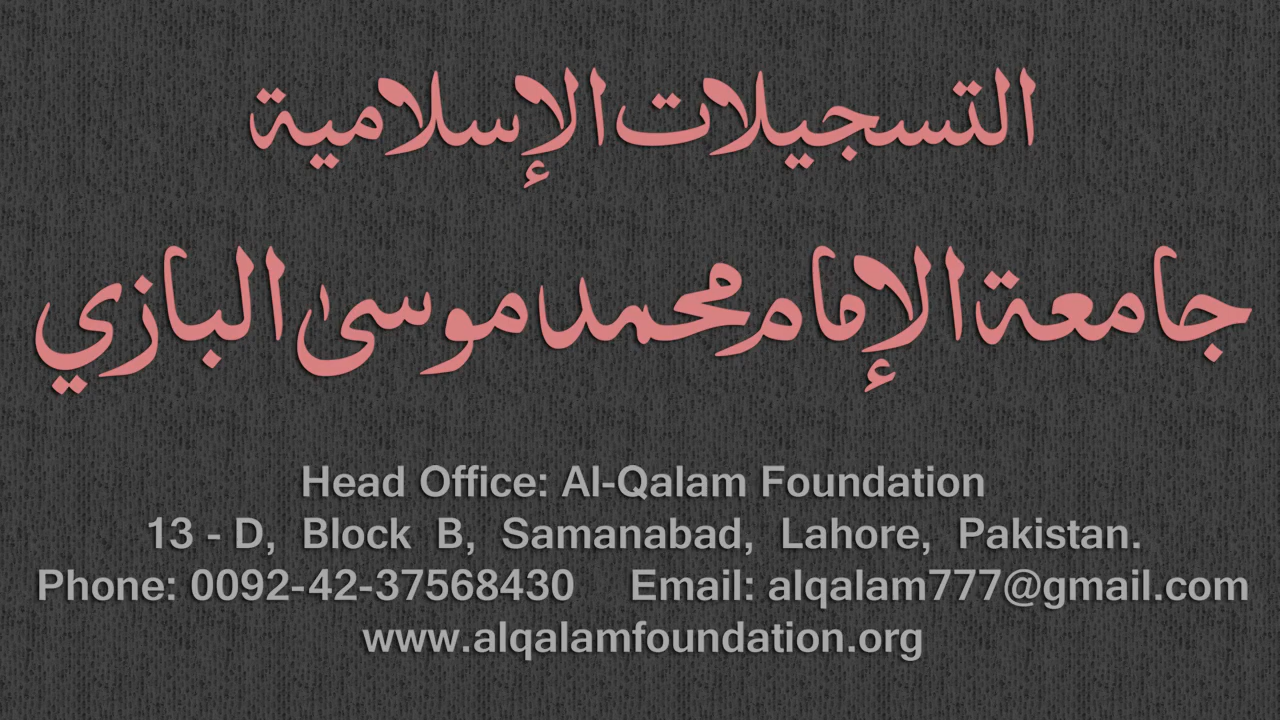 التسجيلات الإسلامية
جامعة الإمام محمد موسىٰ البازي
Head Office: Al-Qalam Foundation
13 - D, Block B, Samanabad, Lahore, Pakistan.
Phone: 0092-42-37568430 Email: alqalam777@gmail.com
www.alqalamfoundation.org